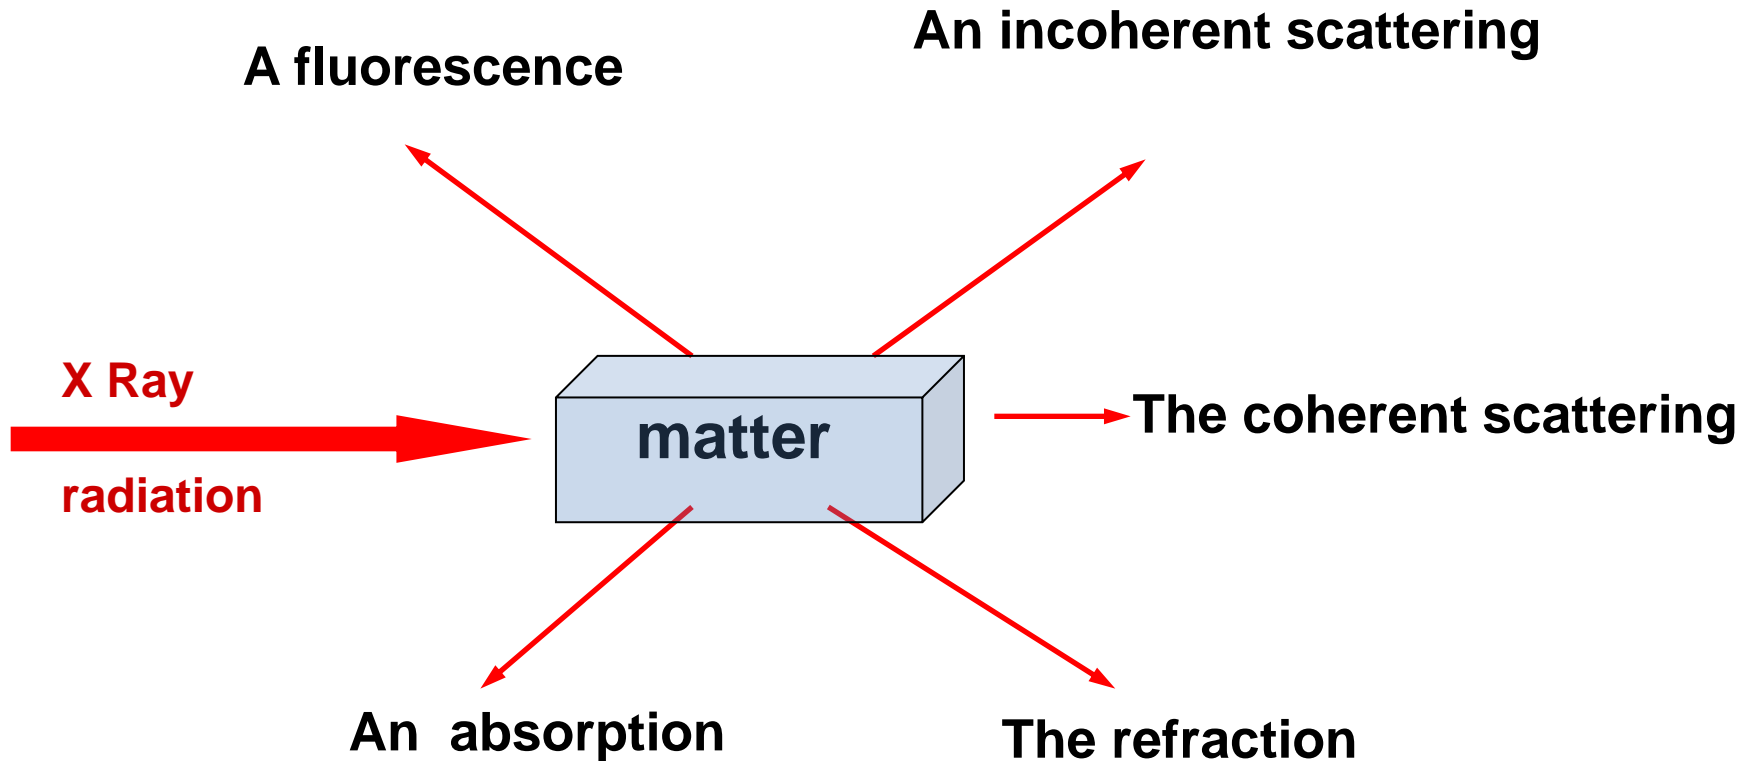 An incoherent scattering
A fluorescence
X Ray
The coherent scattering
matter
radiation
An  absorption
The refraction